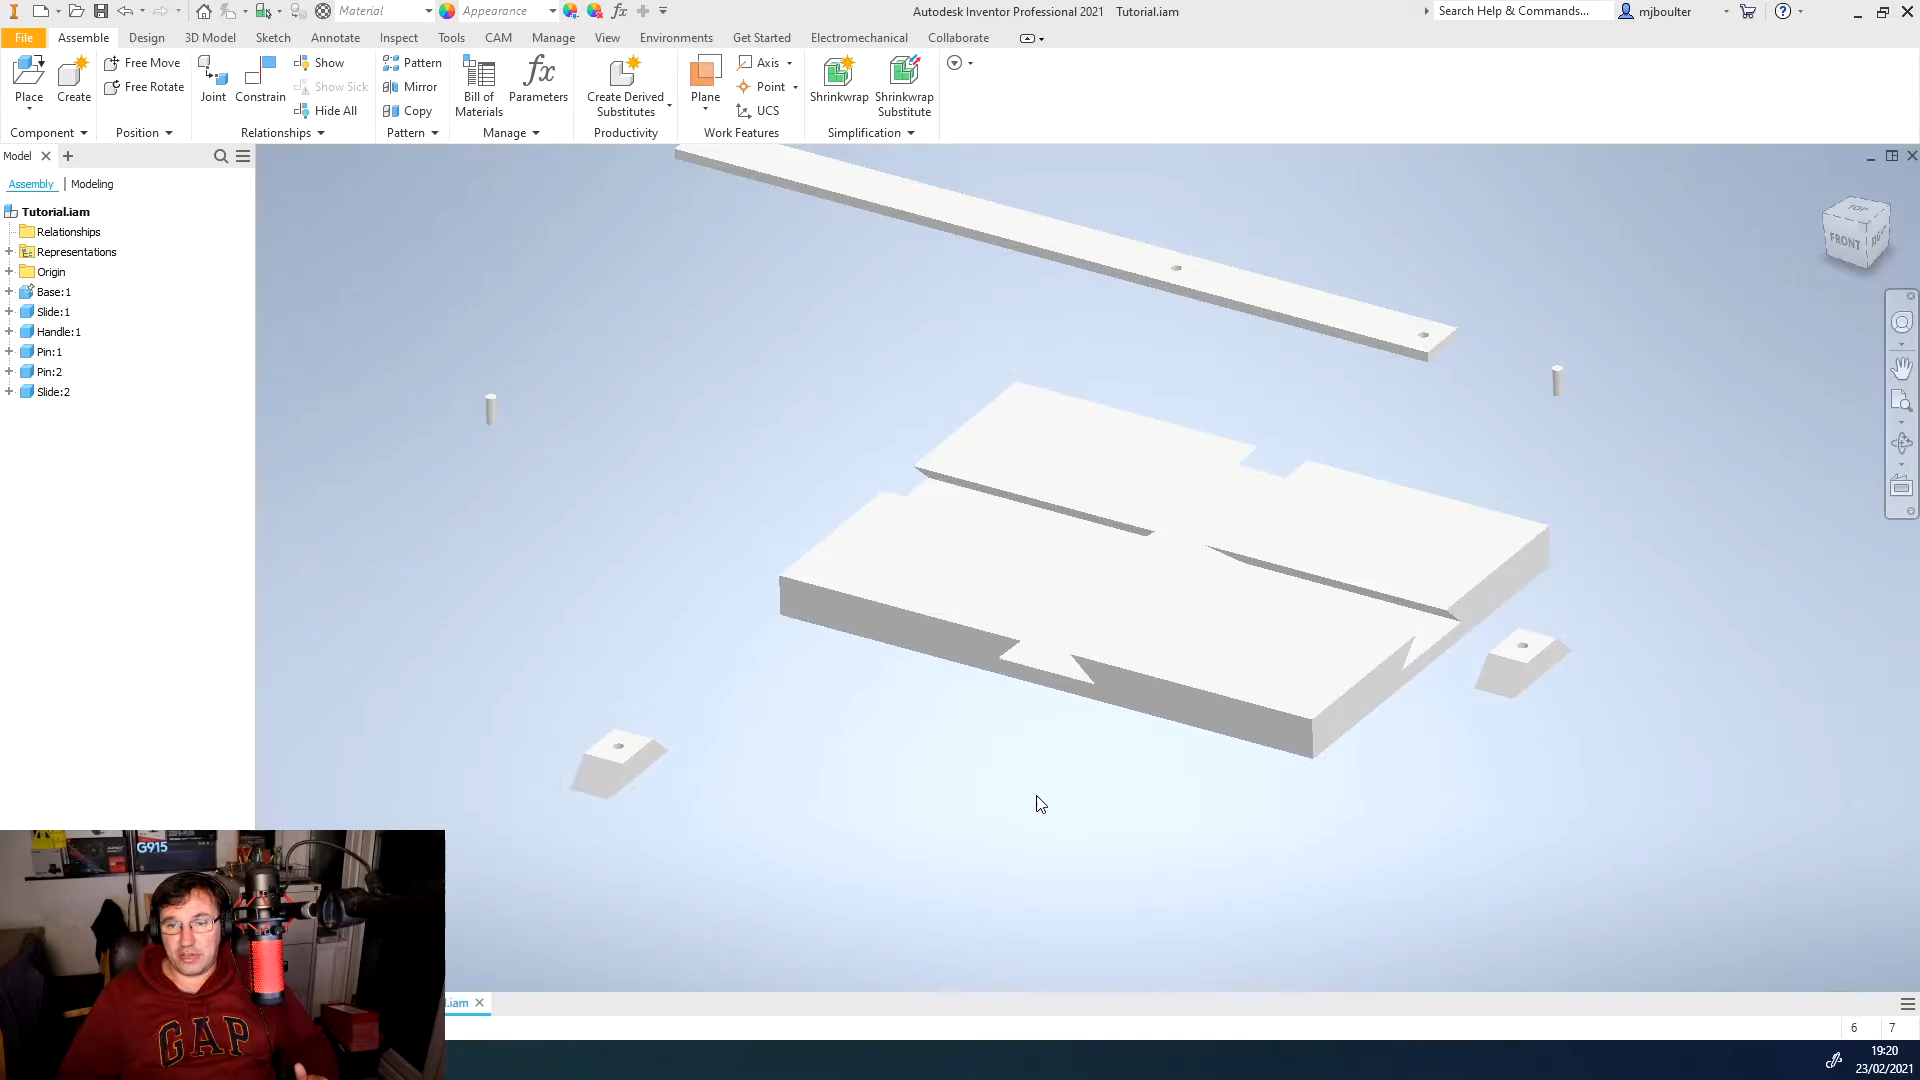 Material
Appearance
fx
Autodesk Inventor Professional 2021 Tutorial.iam
Search Help & Commands...
mjboulter
File Assemble Design 3D Model Sketch Annotate Inspect Tools CAM Manage View Environments Get Started Electromechanical Collaborate
Place
Create
Free Move
Free Rotate
Joint
Constrain
Show
Show Sick
Hide All
Pattern
Mirror
Copy
Bill of
Materials
fx
Parameters
Create Derived
Substitutes
Plane
Axis
Point
UCS
Shrinkwrap
Shrinkwrap
Substitute
Component Position Relationships Pattern Manage Productivity Work Features Simplification
Model
Assembly Modeling
Tutorial.iam
Relationships
Representations
Origin
Base:1
Slide:1
Handle:1
Pin:1
Pin:2
Slide:2
TOP
FRONT
G915
GAP
.iam
6 7
19:20
23/02/2021